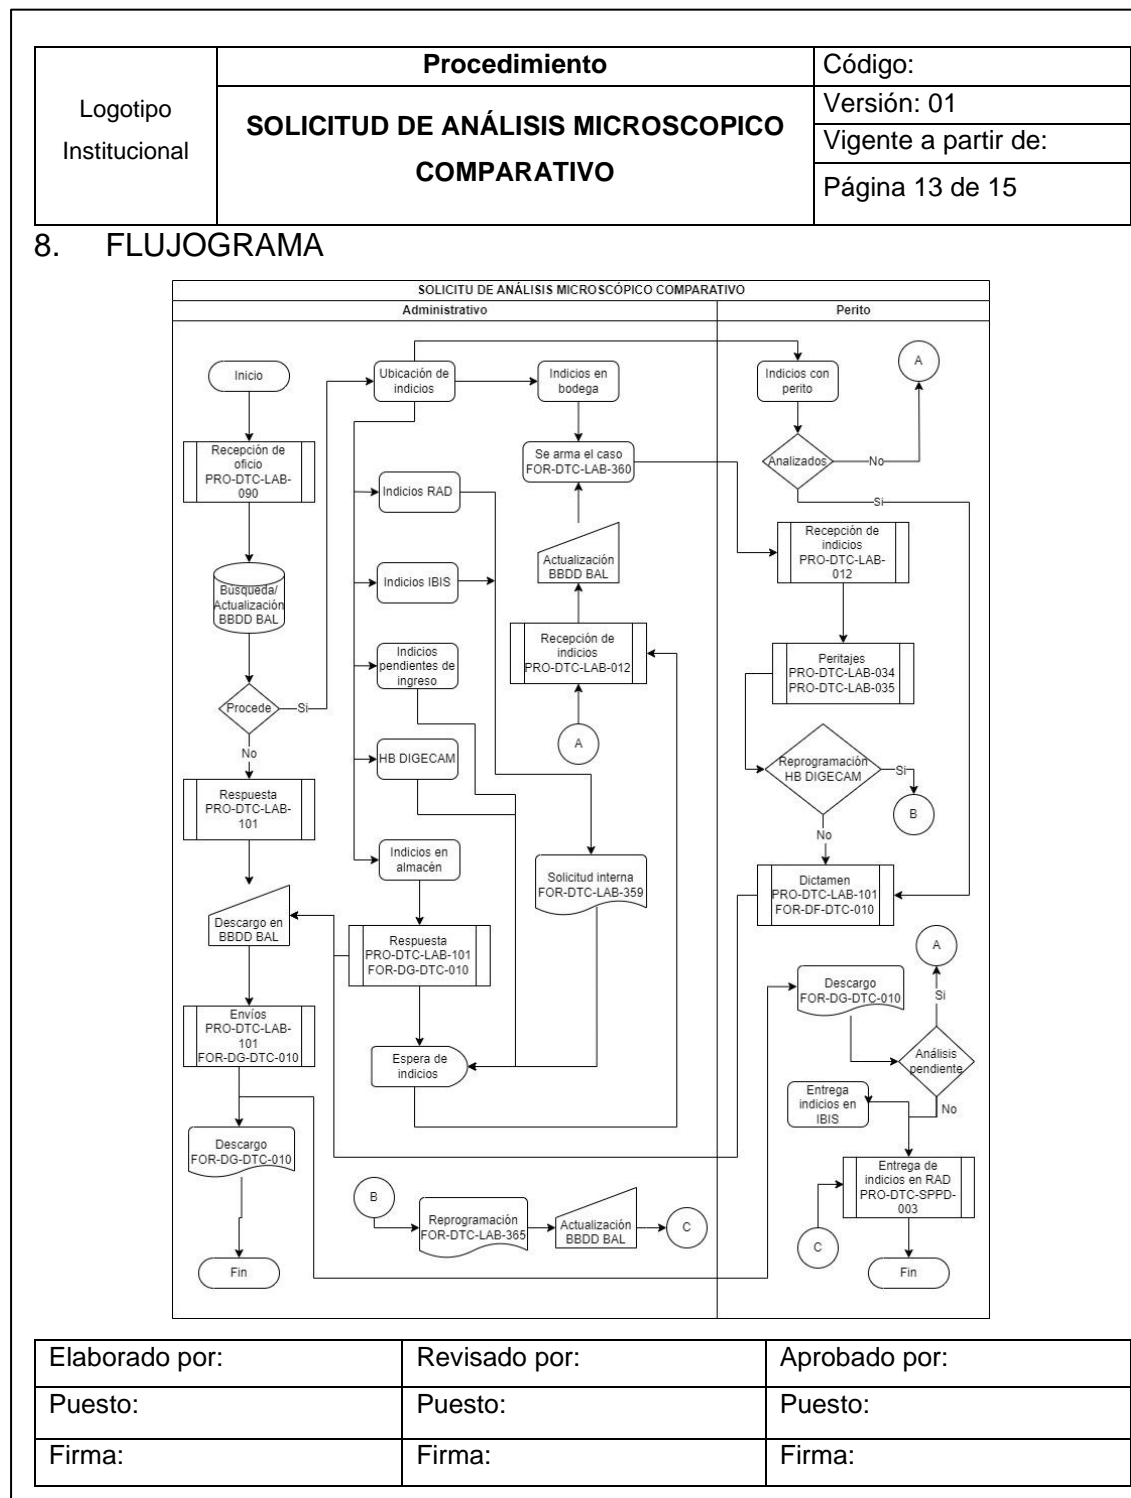 Logotipo
Institucional
Procedimiento
SOLICITUD DE ANÁLISIS MICROSCOPICO
COMPARATIVO
Código:
Versión: 01
Vigente a partir de:
Página 13 de 15
8. FLUJOGRAMA
SOLICITU DE ANÁLISIS MICROSCÓPICO COMPARATIVO
Administrativo
Perito
Inicio
Recepción de
oficio
PRO-DTC-LAB-
090
Búsqueda/
Actualización
BBDD BAL
Procede
Si
No
Respuesta
PRO-DTC-LAB-
101
Descargo en
BBDD BAL
Envíos
PRO-DTC-LAB-
101
FOR-DG-DTC-010
Descargo
FOR-DG-DTC-010
Fin
Ubicación de
indicios
Indicios RAD
Indicios IBIS
Indicios
pendientes de
ingreso
HB DIGECAM
Indicios en
almacén
Respuesta
PRO-DTC-LAB-101
FOR-DG-DTC-010
Espera de
indicios
Indicios en
bodega
Se arma el caso
FOR-DTC-LAB-360
Actualización
BBDD BAL
Recepción de
indicios
PRO-DTC-LAB-012
A
Solicitud interna
FOR-DTC-LAB-359
B
Reprogramación
FOR-DTC-LAB-365
Actualización
BBDD BAL
C
Indicios con
perito
A
Analizados
No
Si
Recepción de
indicios
PRO-DTC-LAB-
012
Peritajes
PRO-DTC-LAB-034
PRO-DTC-LAB-035
Reprogramación
HB DIGECAM
Si
B
No
Dictamen
PRO-DTC-LAB-101
FOR-DF-DTC-010
A
Descargo
FOR-DG-DTC-010
Si
Análisis
pendiente
No
Entrega
indicios en
IBIS
Entrega de
indicios en RAD
PRO-DTC-SPPD-
003
C
Fin
Elaborado por:
Revisado por:
Aprobado por:
Puesto:
Puesto:
Puesto:
Firma:
Firma:
Firma: